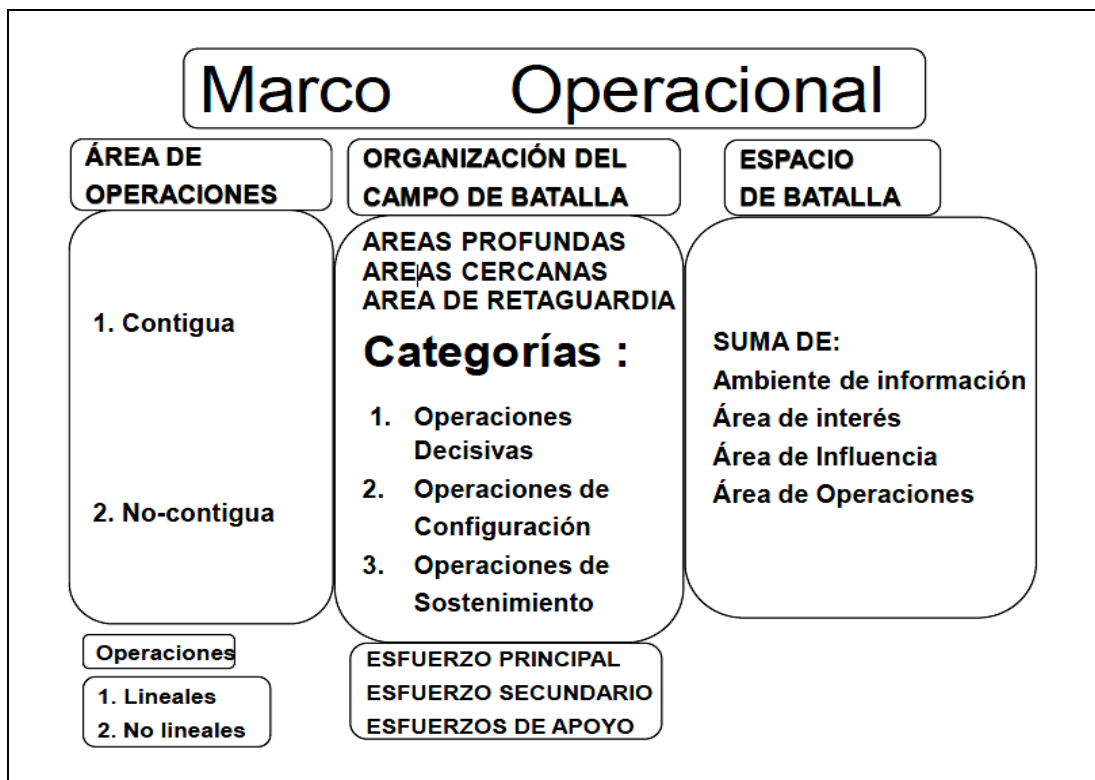 Marco Operacional
ÁREA DE
OPERACIONES
1. Contigua
2. No-contigua
Operaciones
1. Lineales
2. No lineales
ORGANIZACIÓN DEL
CAMPO DE BATALLA
AREAS PROFUNDAS
AREAS CERCANAS
AREA DE RETAGUARDIA
Categorías :
1. Operaciones
Decisivas
2. Operaciones de
Configuración
3. Operaciones de
Sostenimiento
ESFUERZO PRINCIPAL
ESFUERZO SECUNDARIO
ESFUERZOS DE APOYO
ESPACIO
DE BATALLA
SUMA DE:
Ambiente de información
Área de interés
Área de Influencia
Área de Operaciones